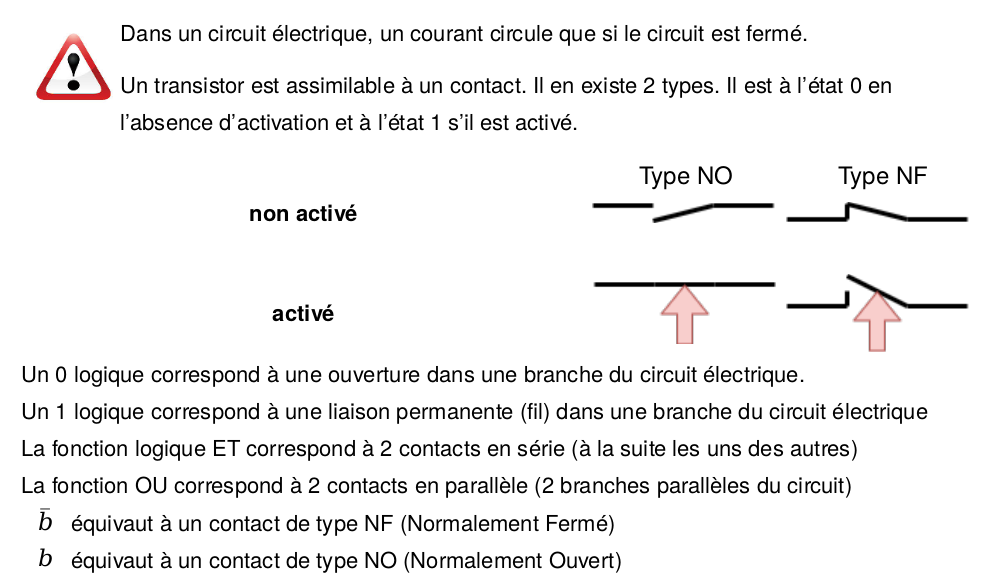 Dans un circuit électrique, un courant circule que si le circuit est fermé.
Un transistor est assimilable à un contact. Il en existe 2 types. Il est à l'état 0 en
l'absence d'activation et à l'état 1 s'il est activé.
Type NO Type NF
non activé
activé
Un 0 logique correspond à une ouverture dans une branche du circuit électrique.
Un 1 logique correspond à une liaison permanente (fil) dans une branche du circuit électrique
La fonction logique ET correspond à 2 contacts en série (à la suite les uns des autres)
La fonction OU correspond à 2 contacts en parallèle (2 branches parallèles du circuit)
b̄ équivaut à un contact de type NF (Normalement Fermé)
b équivaut à un contact de type NO (Normalement Ouvert)